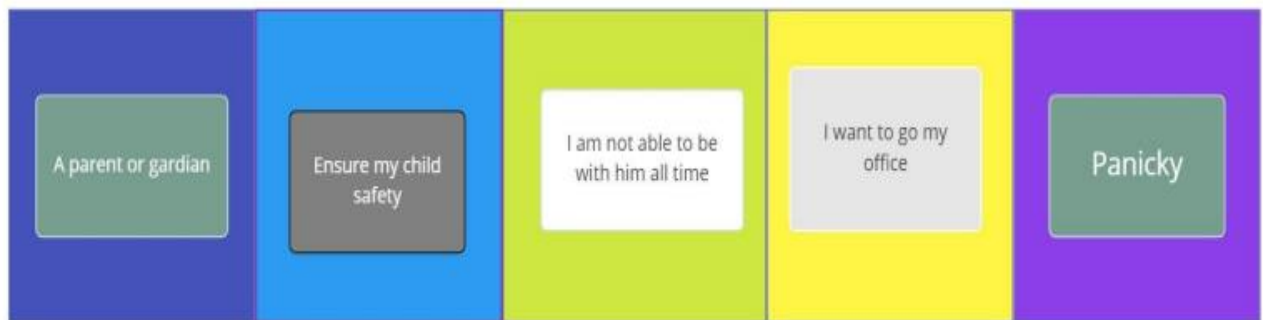 A parent or gardian
Ensure my child
safety
I am not able to be
with him all time
I want to go my
office
Panicky